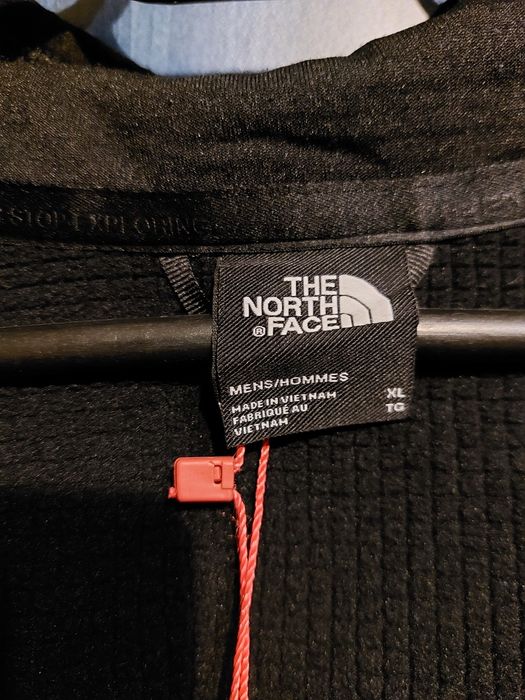 STOP EXPLORING
THE
NORTH
®FACE
MENS/HOMMES
MADE IN VIETNAM
FABRIQUÉ AU
VIETNAM
XL
TG